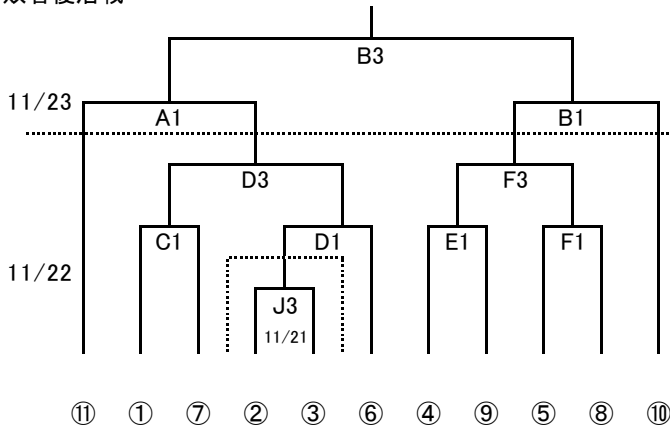 B3
11/23
A1 B1
D3 F3
C1 D1 E1 F1
11/22
J3
11/21
⑪ ① ⑦ ② ③ ⑥ ④ ⑨ ⑤ ⑧ ⑩